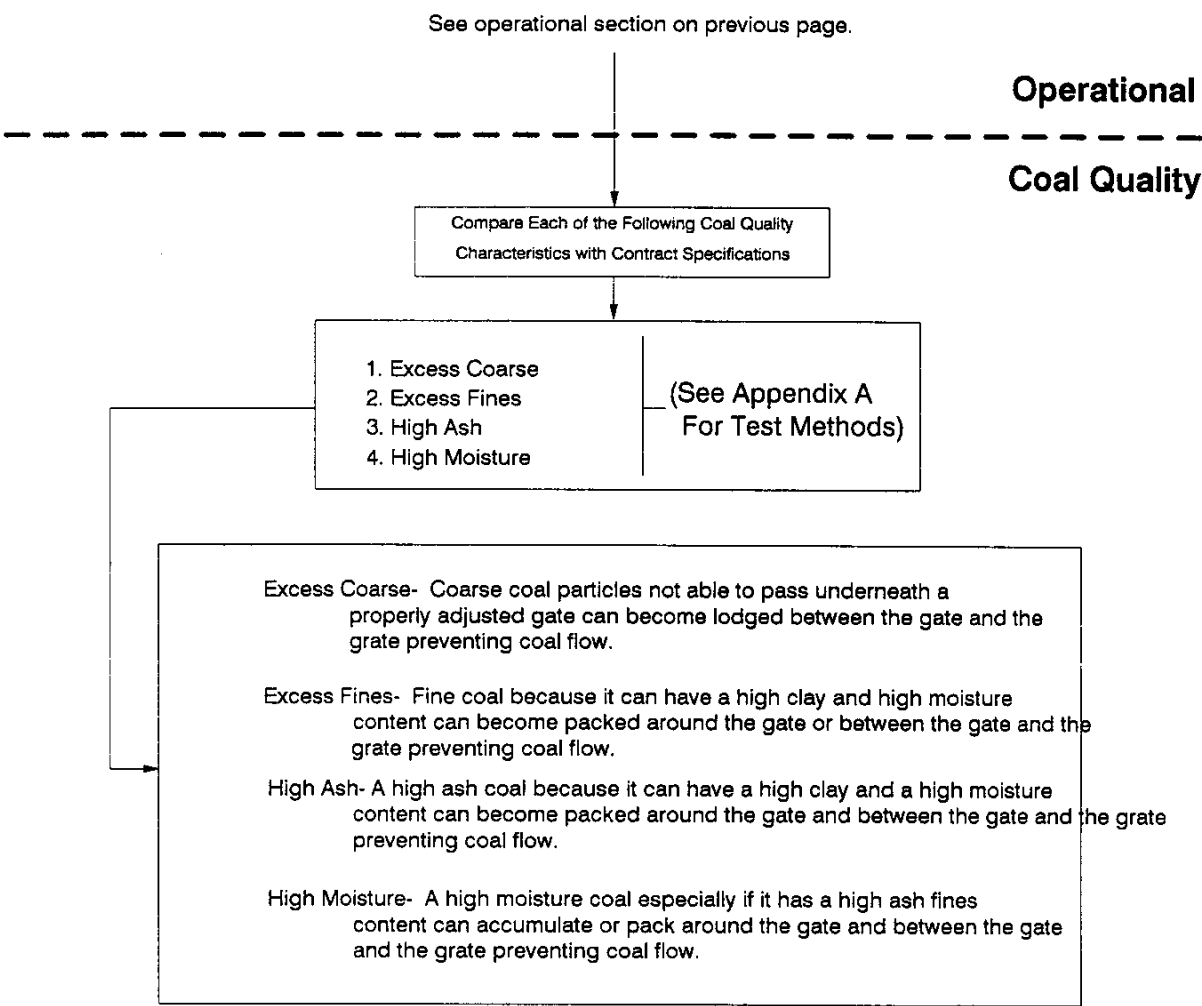 See operational section on previous page.
Operational
Coal Quality
Compare Each of the Following Coal Quality
Characteristics with Contract Specifications
1. Excess Coarse
2. Excess Fines
3. High Ash
4. High Moisture
(See Appendix A
For Test Methods)
Excess Coarse- Coarse coal particles not able to pass underneath a
properly adjusted gate can become lodged between the gate and the
grate preventing coal flow.
Excess Fines- Fine coal because it can have a high clay and high moisture
content can become packed around the gate or between the gate and the
grate preventing coal flow.
High Ash- A high ash coal because it can have a high clay and a high moisture
content can become packed around the gate and between the gate and the grate
preventing coal flow.
High Moisture- A high moisture coal especially if it has a high ash fines
content can accumulate or pack around the gate and between the gate
and the grate preventing coal flow.